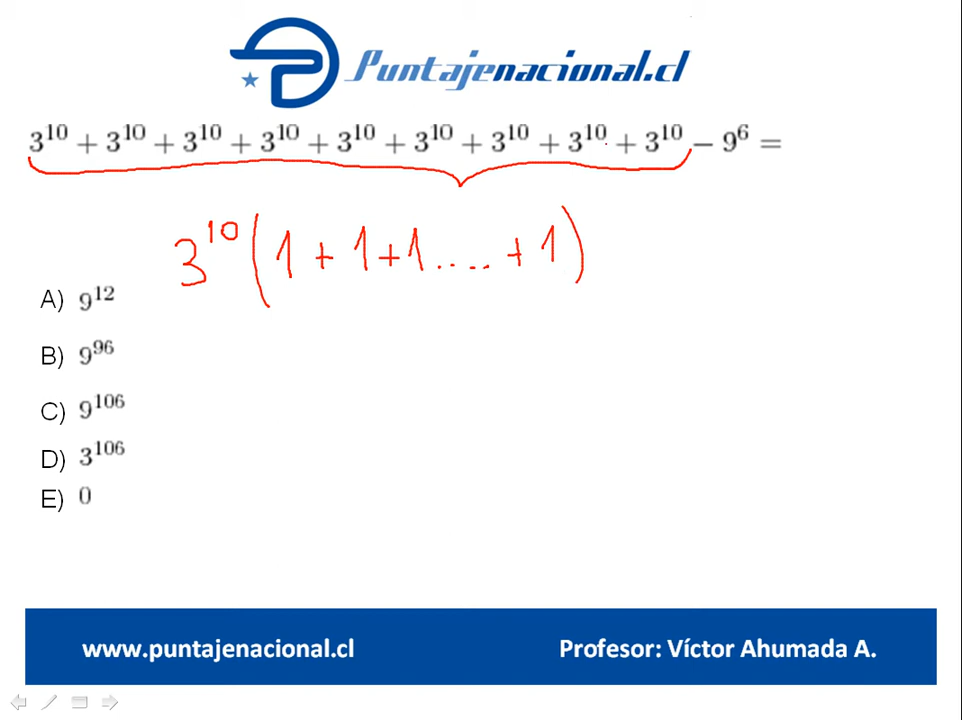 Puntajenacional.cl
3^10 + 3^10 + 3^10 + 3^10 + 3^10 + 3^10 + 3^10 + 3^10 + 3^10 − 9^6 =
3^10 (1 + 1 + 1 .... + 1)
A) 9^12
B) 9^96
C) 9^106
D) 3^106
E) 0
www.puntajenacional.cl Profesor: Víctor Ahumada A.